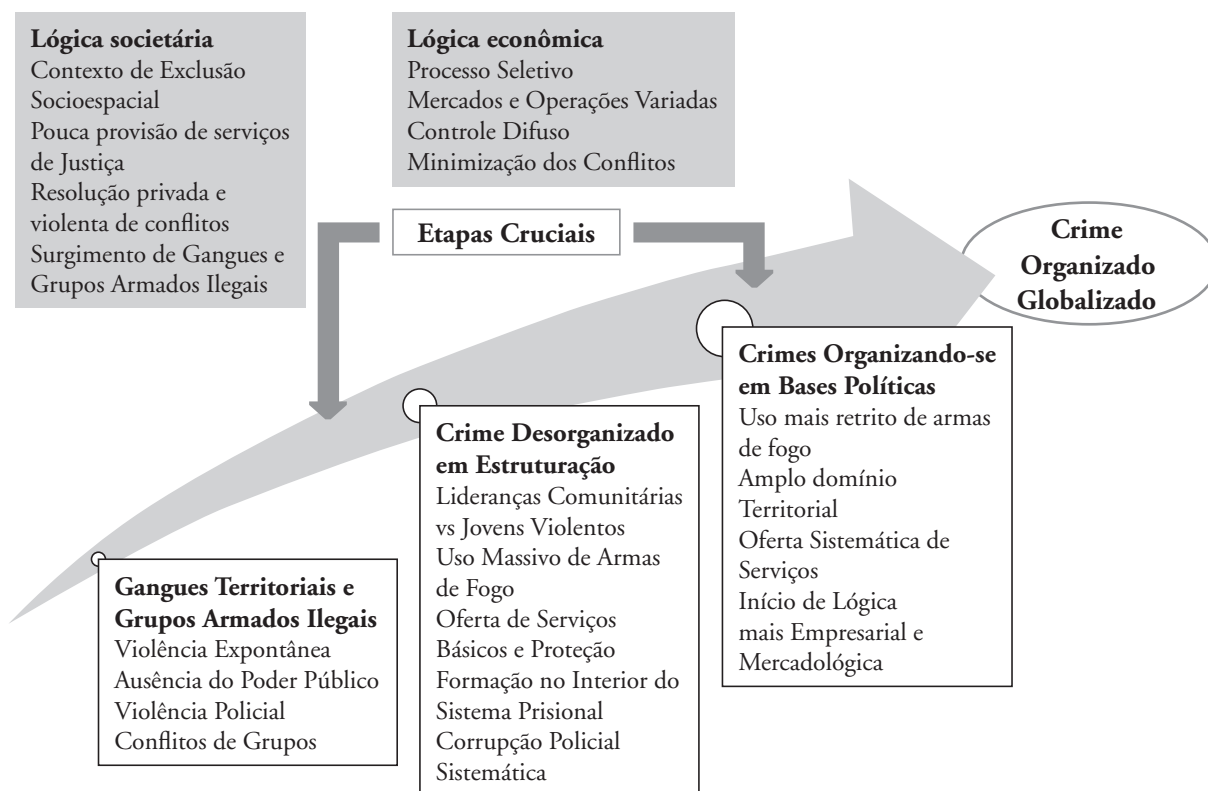 Lógica societária
Contexto de Exclusão
Socioespacial
Pouca provisão de serviços
de Justiça
Resolução privada e
violenta de conflitos
Surgimento de Gangues e
Grupos Armados Ilegais
Lógica econômica
Processo Seletivo
Mercados e Operações Variadas
Controle Difuso
Minimização dos Conflitos
Etapas Cruciais
Crime
Organizado
Globalizado
Gangues Territoriais e
Grupos Armados Ilegais
Violência Expontânea
Ausência do Poder Público
Violência Policial
Conflitos de Grupos
Crime Desorganizado
em Estruturação
Lideranças Comunitárias
vs Jovens Violentos
Uso Massivo de Armas
de Fogo
Oferta de Serviços
Básicos e Proteção
Formação no Interior do
Sistema Prisional
Corrupção Policial
Sistemática
Crimes Organizando-se
em Bases Políticas
Uso mais retrito de armas
de fogo
Amplo domínio
Territorial
Oferta Sistemática de
Serviços
Início de Lógica
mais Empresarial e
Mercadológica